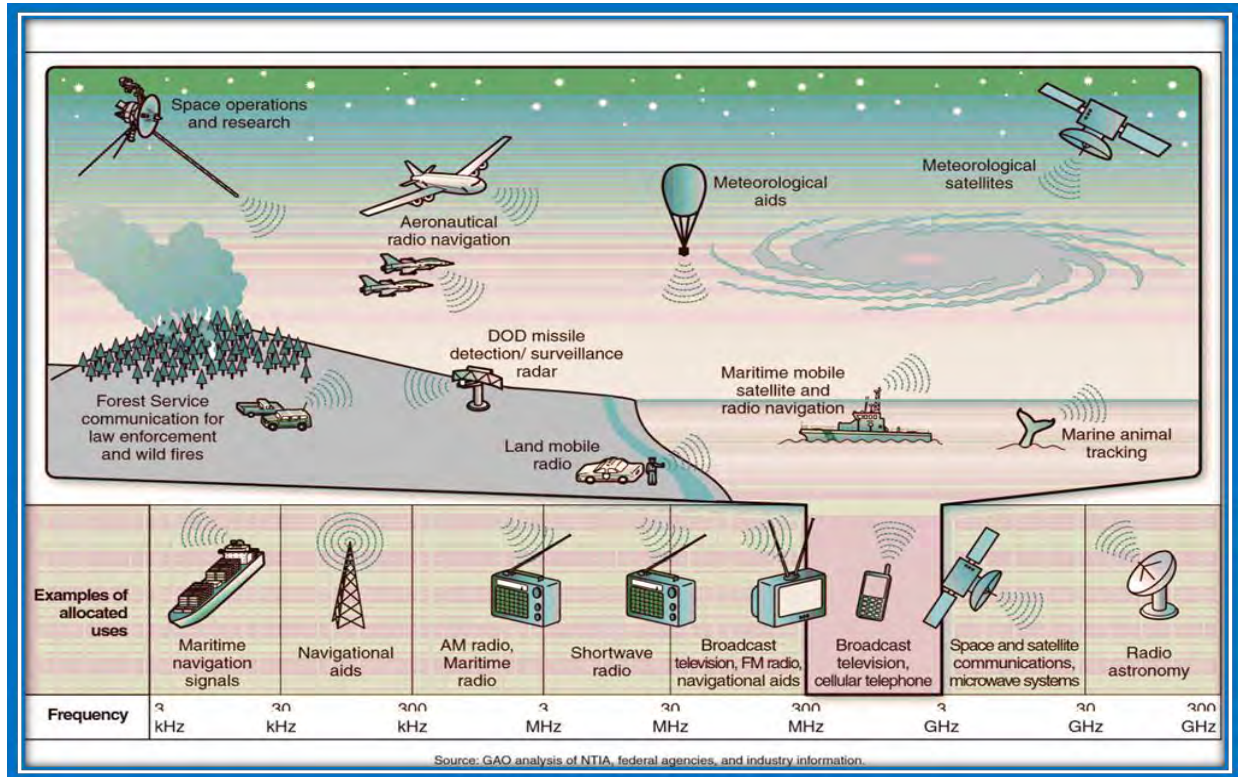 Space operations
and research
Aeronautical
radio navigation
Meteorological
aids
Meteorological
satellites
DOD missile
detection/ surveillance
radar
Forest Service
communication for
law enforcement
and wild fires
Land mobile
radio
Maritime mobile
satellite and
radio navigation
Marine animal
tracking
Examples of
allocated
uses
Maritime
navigation
signals
Navigational
aids
AM radio,
Maritime
radio
Shortwave
radio
Broadcast
television, FM radio,
navigational aids
Broadcast
television,
cellular telephone
Space and satellite
communications,
microwave systems
Radio
astronomy
Frequency
3 kHz
30 kHz
300 kHz
3 MHz
30 MHz
300 MHz
3 GHz
30 GHz
300 GHz
Source: GAO analysis of NTIA, federal agencies, and industry information.